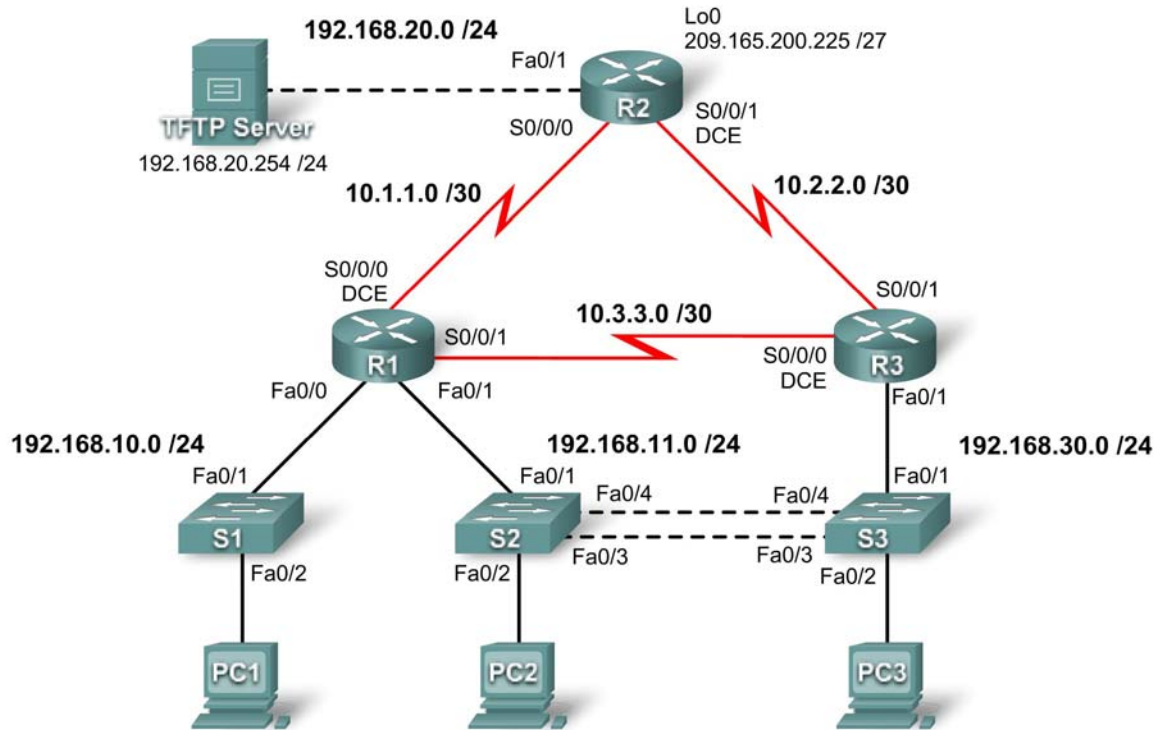 Lo0
209.165.200.225 /27
192.168.20.0 /24
Fa0/1
R2
TFTP Server
192.168.20.254 /24
S0/0/0
S0/0/1
DCE
10.1.1.0 /30
10.2.2.0 /30
S0/0/0
DCE
S0/0/1
10.3.3.0 /30
S0/0/1
R1
S0/0/0
DCE
R3
Fa0/0
Fa0/1
Fa0/1
192.168.10.0 /24
192.168.11.0 /24
192.168.30.0 /24
Fa0/1
Fa0/1
Fa0/4
Fa0/4
Fa0/1
S1
S2
S3
Fa0/2
Fa0/2
Fa0/3
Fa0/3
Fa0/2
PC1
PC2
PC3